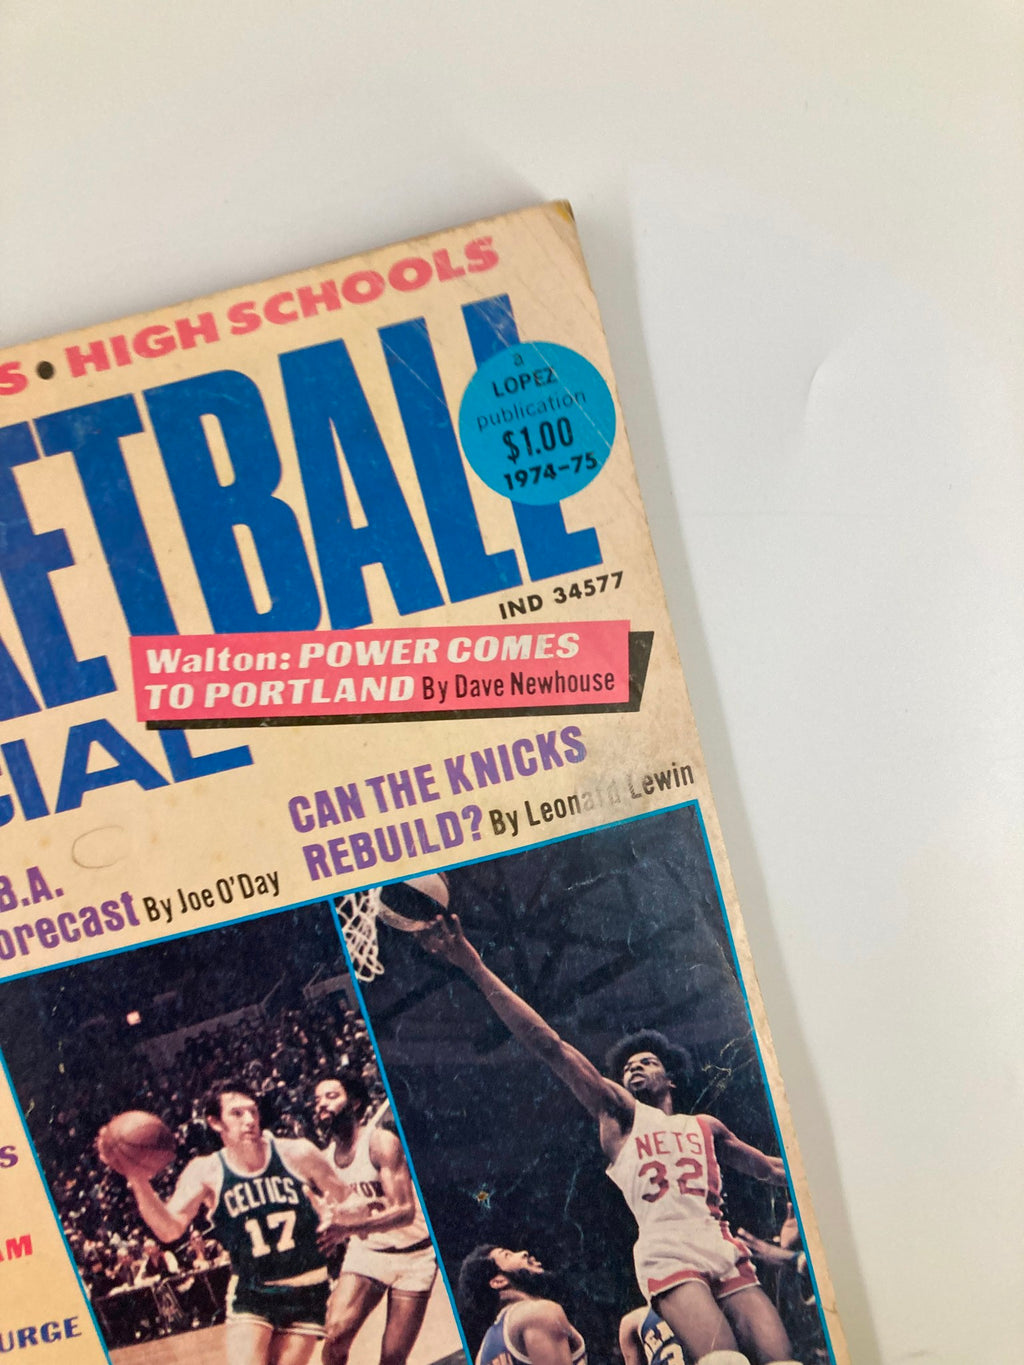 S • HIGH SCHOOLS
ETBALL
a
LOPEZ
publication
$1.00
1974-75
IND 34577
Walton: POWER COMES
TO PORTLAND By Dave Newhouse
CIAL
CAN THE KNICKS
REBUILD? By Leonard Lewin
B.A.
orecast By Joe O'Day
CELTICS
17
NETS
32
S
AM
URGE